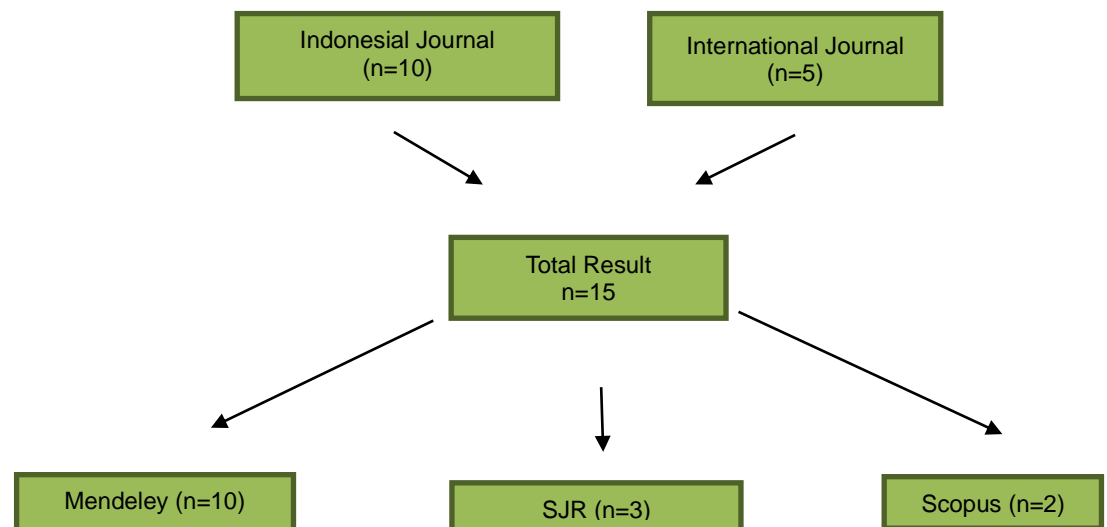 Indonesial Journal
(n=10)
International Journal
(n=5)
Total Result
n=15
Mendeley (n=10)
SJR (n=3)
Scopus (n=2)